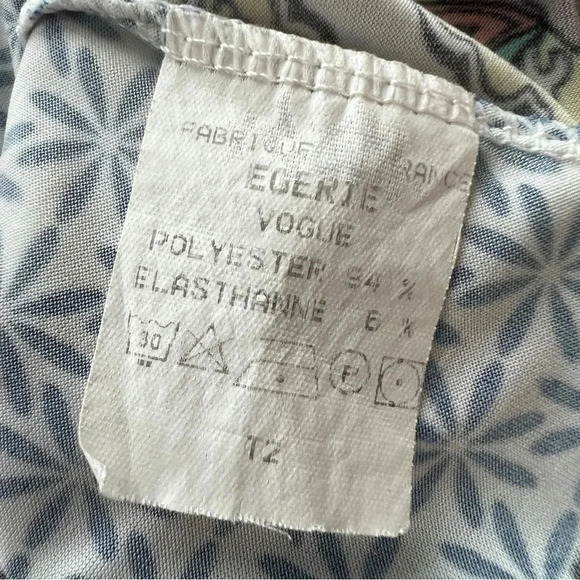 FABRIQUE FRANCE
EGERIE
VOGUE
POLYESTER 94 %
ELASTHANNE 6 %
30 P
T2